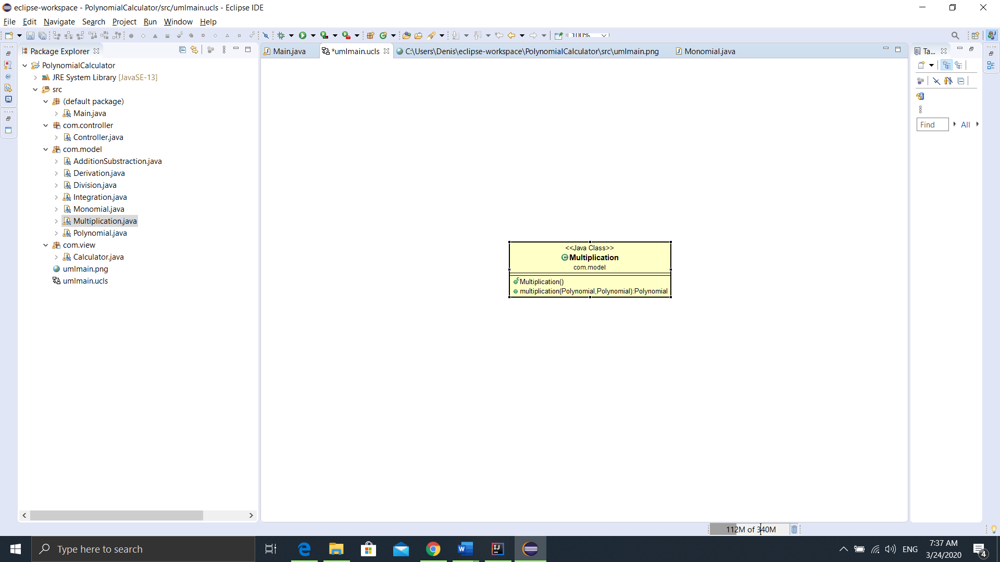 eclipse-workspace - PolynomialCalculator/src/umlmain.ucls - Eclipse IDE
File Edit Navigate Search Project Run Window Help
100%
Package Explorer
Main.java
*umlmain.ucls
C:\Users\Denis\eclipse-workspace\PolynomialCalculator\src\umlmain.png
Monomial.java
Ta...
PolynomialCalculator
JRE System Library [JavaSE-13]
src
(default package)
Main.java
com.controller
Controller.java
com.model
AdditionSubstraction.java
Derivation.java
Division.java
Integration.java
Monomial.java
Multiplication.java
Polynomial.java
com.view
Calculator.java
umlmain.png
umlmain.ucls
<<Java Class>>
Multiplication
com.model
Multiplication()
multiplication(Polynomial,Polynomial):Polynomial
Find
All
112M of 340M
Type here to search
ENG
7:37 AM
3/24/2020
4